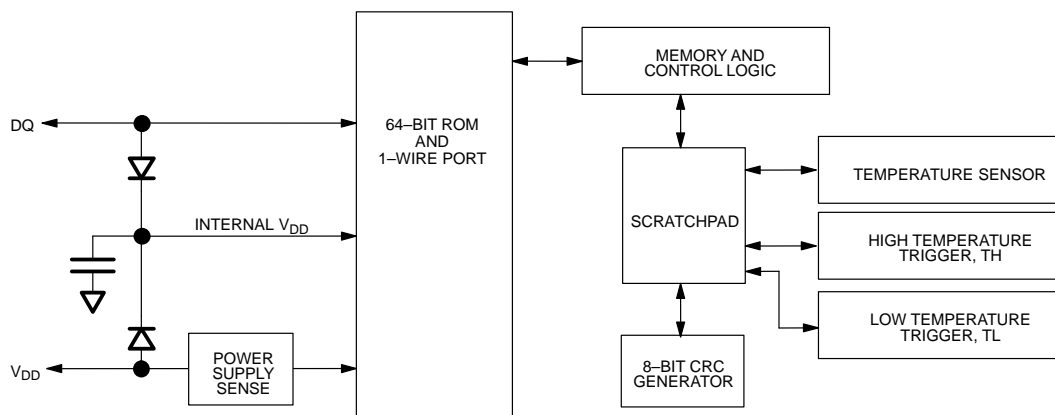 MEMORY AND
CONTROL LOGIC
DQ
64–BIT ROM
AND
1–WIRE PORT
TEMPERATURE SENSOR
SCRATCHPAD
INTERNAL VDD
HIGH TEMPERATURE
TRIGGER, TH
LOW TEMPERATURE
TRIGGER, TL
VDD
POWER
SUPPLY
SENSE
8–BIT CRC
GENERATOR